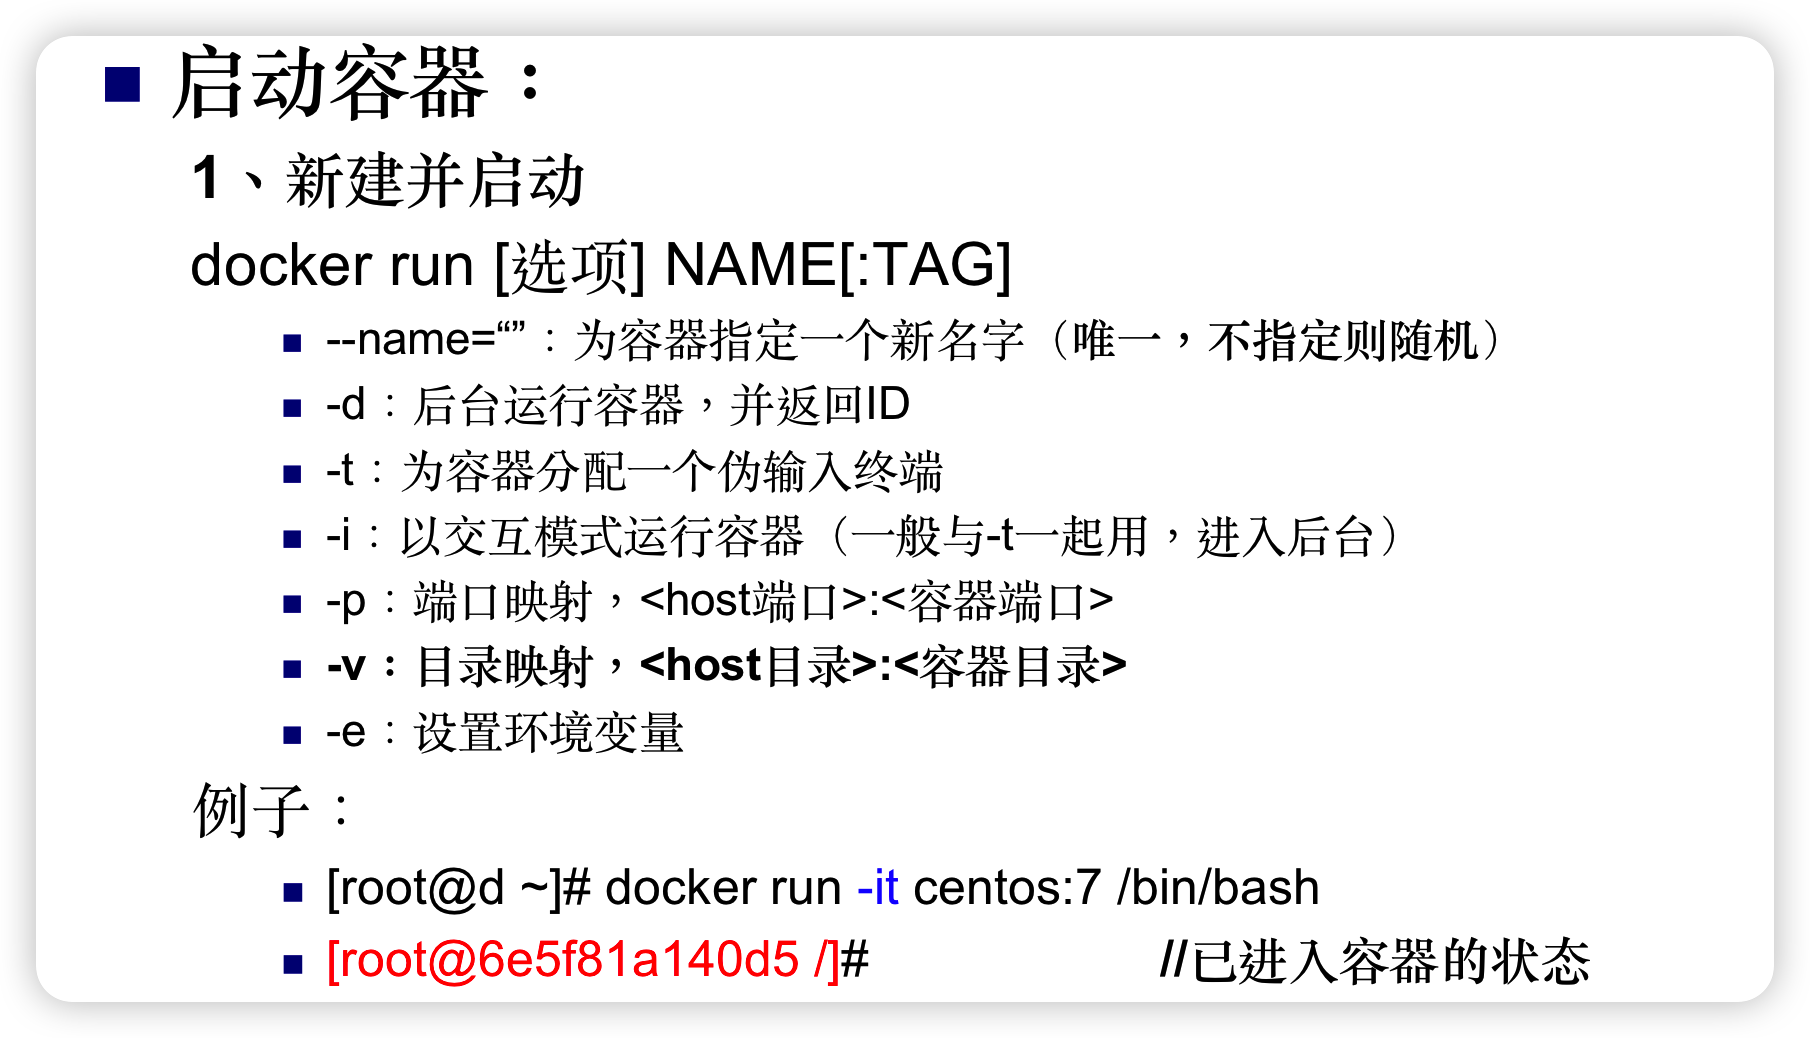 启动容器：
1、新建并启动
docker run [选项] NAME[:TAG]
--name=“”：为容器指定一个新名字（唯一，不指定则随机）
-d：后台运行容器，并返回ID
-t：为容器分配一个伪输入终端
-i：以交互模式运行容器（一般与-t一起用，进入后台）
-p：端口映射，<host端口>:<容器端口>
-v：目录映射，<host目录>:<容器目录>
-e：设置环境变量
例子：
[root@d ~]# docker run -it centos:7 /bin/bash
[root@6e5f81a140d5 /]# //已进入容器的状态